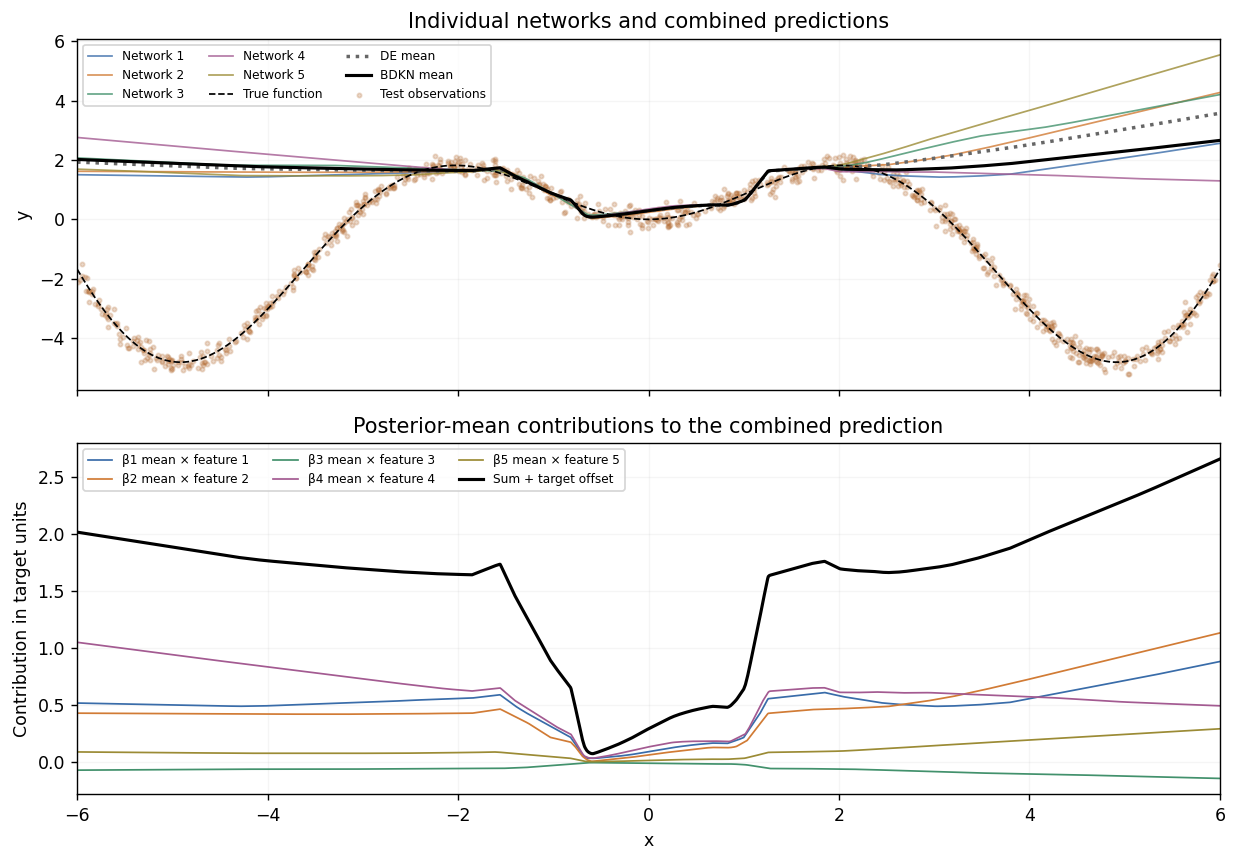 Individual networks and combined predictions
6
4
2
0
−2
−4
y
Network 1
Network 2
Network 3
Network 4
Network 5
True function
DE mean
BDKN mean
Test observations
Posterior-mean contributions to the combined prediction
2.5
2.0
1.5
1.0
0.5
0.0
Contribution in target units
β1 mean × feature 1
β2 mean × feature 2
β3 mean × feature 3
β4 mean × feature 4
β5 mean × feature 5
Sum + target offset
−6
−4
−2
0
2
4
6
x